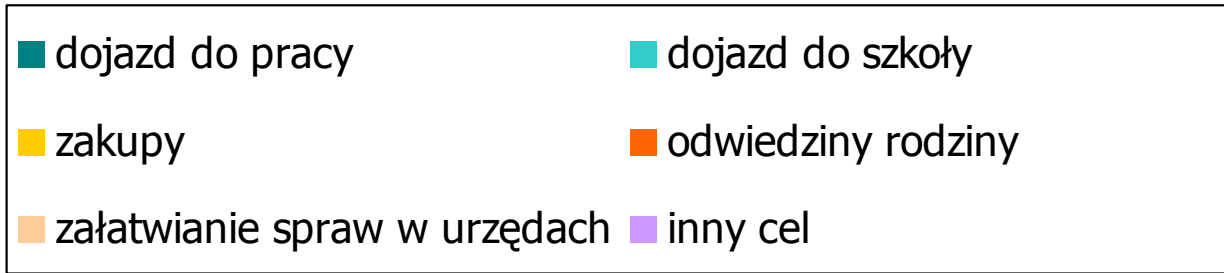 dojazd do pracy
dojazd do szkoły
zakupy
odwiedziny rodziny
załatwianie spraw w urzędach
inny cel